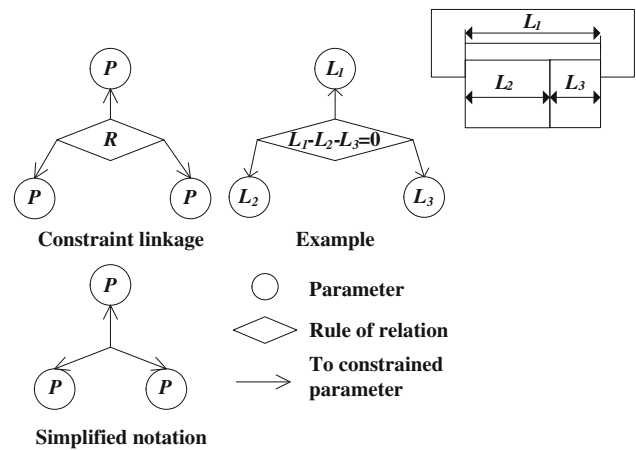 P
R
P
P
Constraint linkage
L1
L1-L2-L3=0
L2
L3
Example
L1
L2
L3
P
P
P
Simplified notation
Parameter
Rule of relation
To constrained
parameter